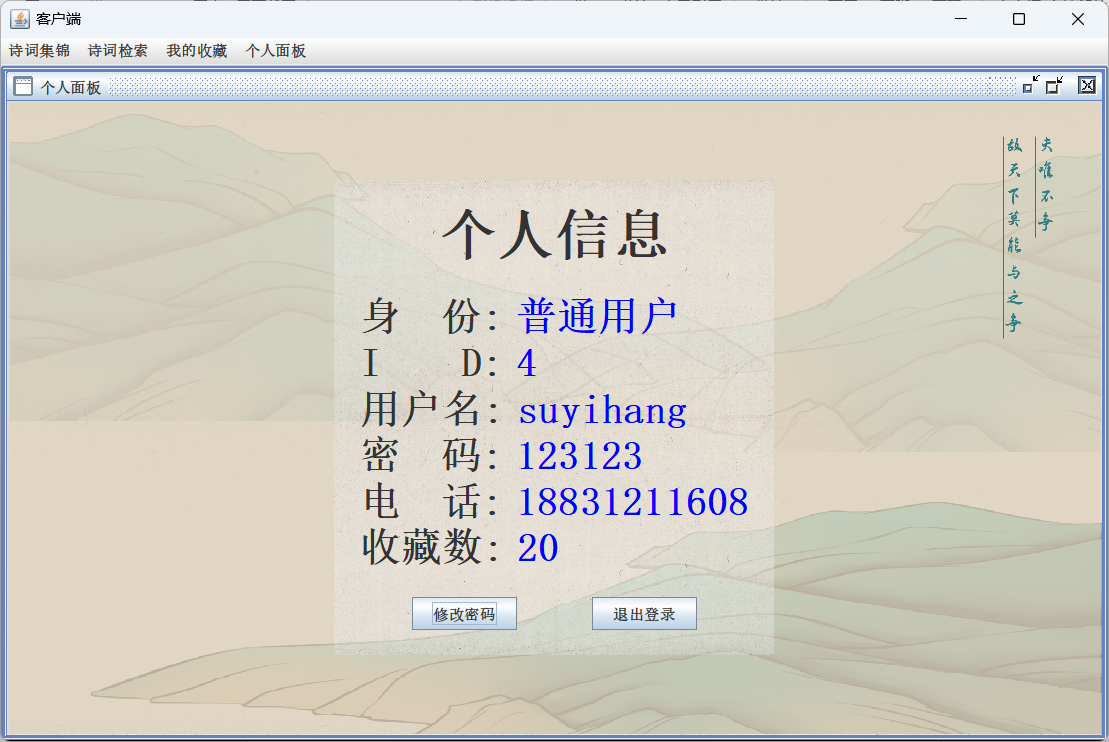 客户端
诗词集锦 诗词检索 我的收藏 个人面板
个人面板
夫唯不争
故天下莫能与之争
个人信息
身 份：普通用户
I D：4
用户名：suyihang
密 码：123123
电 话：18831211608
收藏数：20
修改密码 退出登录